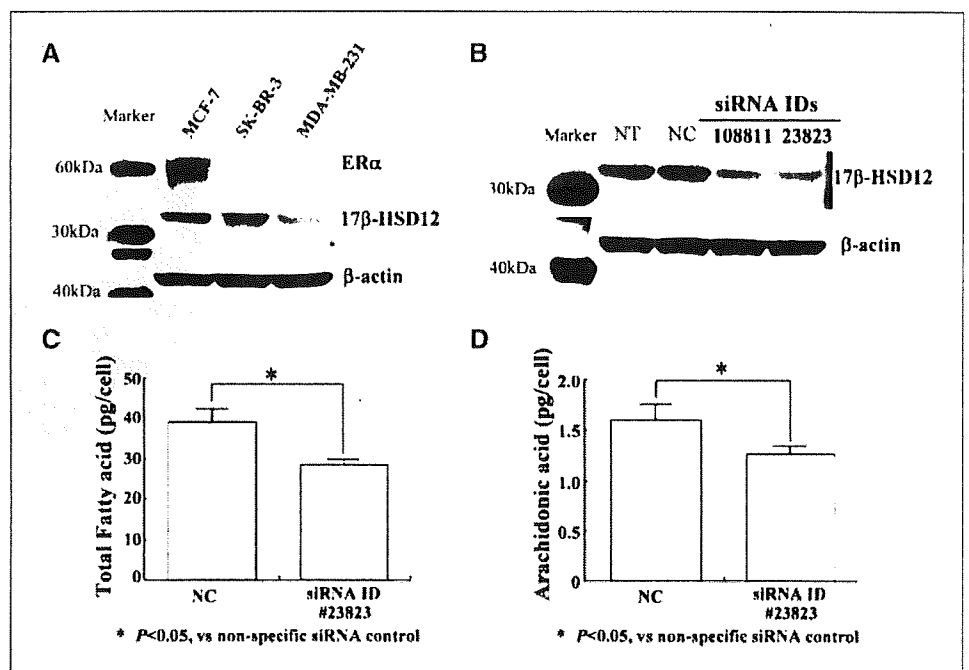 A
Marker
MCF-7
SK-BR-3
MDA-MB-231
60kDa
ERα
30kDa
17β-HSD12
40kDa
β-actin
B
siRNA IDs
Marker NT NC 108811 23823
30kDa
17β-HSD12
β-actin
40kDa
C
Total Fatty acid (pg/cell)
50
40
30
20
10
0
*
NC
siRNA ID
#23823
* P<0.05, vs non-specific siRNA control
D
Arachidonic acid (pg/cell)
2.0
1.5
1.0
0.5
0
*
NC
siRNA ID
#23823
* P<0.05, vs non-specific siRNA control